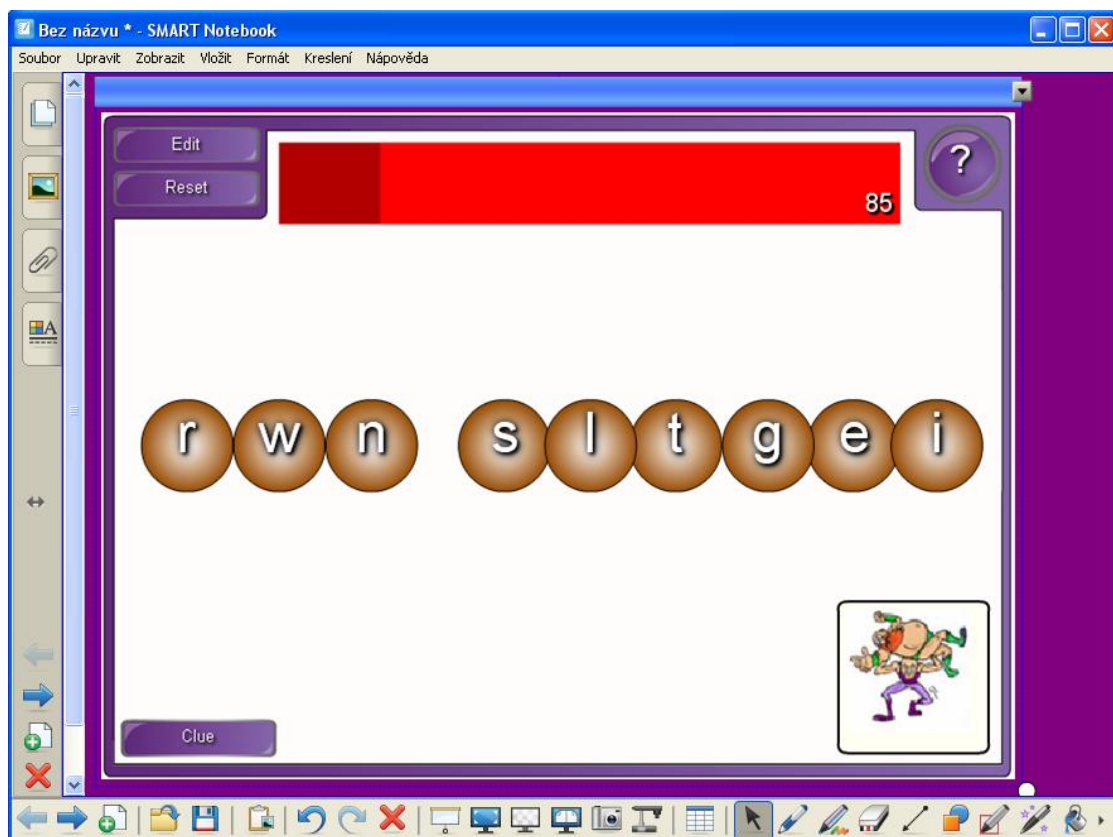 Bez názvu * - SMART Notebook
Soubor Upravit Zobrazit Vložit Formát Kreslení Nápověda
Edit
Reset
85
?
r w n s l t g e i
Clue